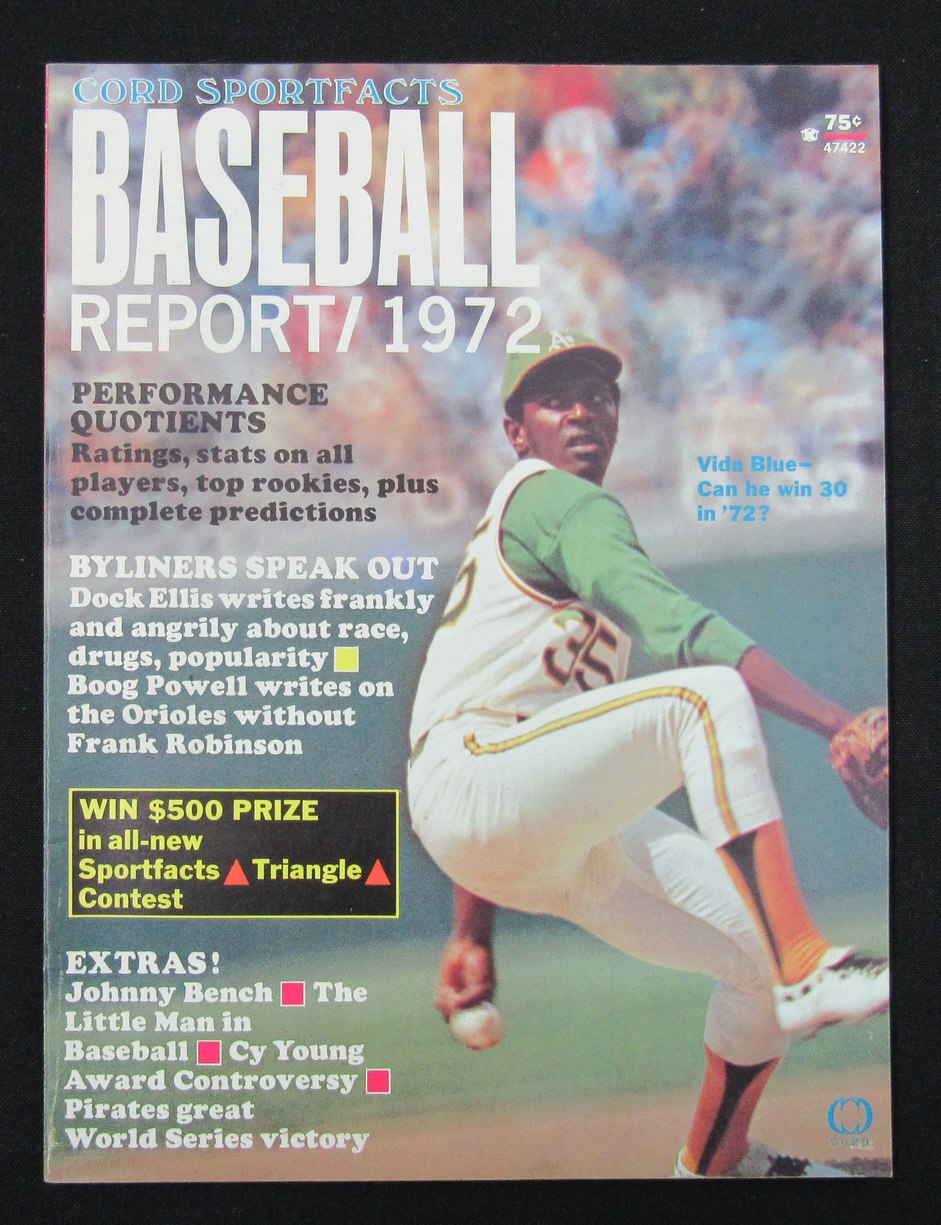 CORD SPORTFACTS
BASEBALL
REPORT/1972
75¢
47422
PERFORMANCE
QUOTIENTS
Ratings, stats on all
players, top rookies, plus
complete predictions
Vida Blue—
Can he win 30
in '72?
BYLINERS SPEAK OUT
Dock Ellis writes frankly
and angrily about race,
drugs, popularity
Boog Powell writes on
the Orioles without
Frank Robinson
WIN $500 PRIZE
in all-new
Sportfacts Triangle
Contest
EXTRAS!
Johnny Bench The
Little Man in
Baseball Cy Young
Award Controversy
Pirates great
World Series victory
A's
35
CORD